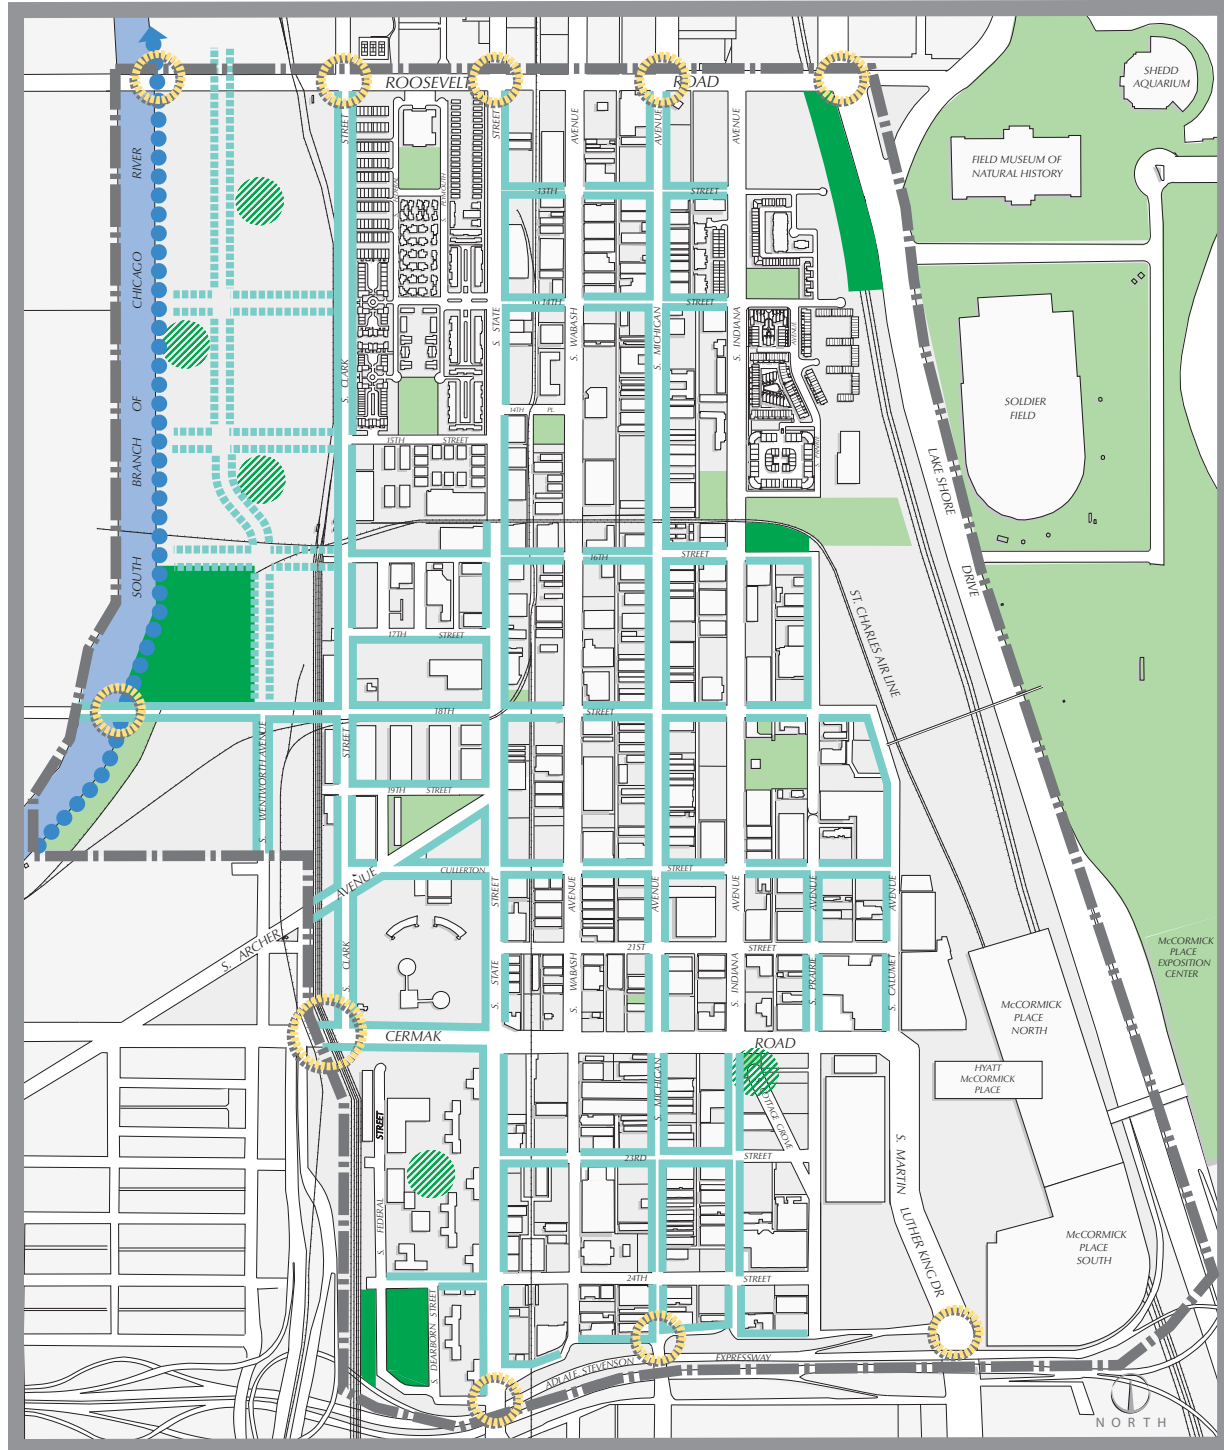 ROOSEVELT ROAD
SHEDD
AQUARIUM
FIELD MUSEUM OF
NATURAL HISTORY
SOLDIER
FIELD
SOUTH BRANCH OF CHICAGO RIVER
STREET
STREET
AVENUE
AVENUE
AVENUE
S. PLYMOUTH
13TH STREET
14TH STREET
S. CLARK
S. STATE
S. WABASH
S. MICHIGAN
S. INDIANA
AVENUE
14TH PL
15TH STREET
S. PRAIRIE
LAKE SHORE DRIVE
16TH STREET
ST. CHARLES AIR LINE
17TH STREET
18TH STREET
S. WENTWORTH AVENUE
STREET
19TH STREET
CULLERTON STREET
S. ARCHER AVENUE
STREET
AVENUE
AVENUE
AVENUE
AVENUE
AVENUE
21ST STREET
S. CLARK
S. STATE
S. WABASH
S. INDIANA
S. PRAIRIE
S. CALUMET
McCORMICK
PLACE
EXPOSITION
CENTER
McCORMICK
PLACE
NORTH
CERMAK ROAD
HYATT
McCORMICK
PLACE
S. MICHIGAN
COTTAGE GROVE
S. FEDERAL STREET
23RD STREET
S. MARTIN LUTHER KING DR
McCORMICK
PLACE
SOUTH
24TH STREET
S. DEARBORN STREET
ADLAI E. STEVENSON EXPRESSWAY
NORTH